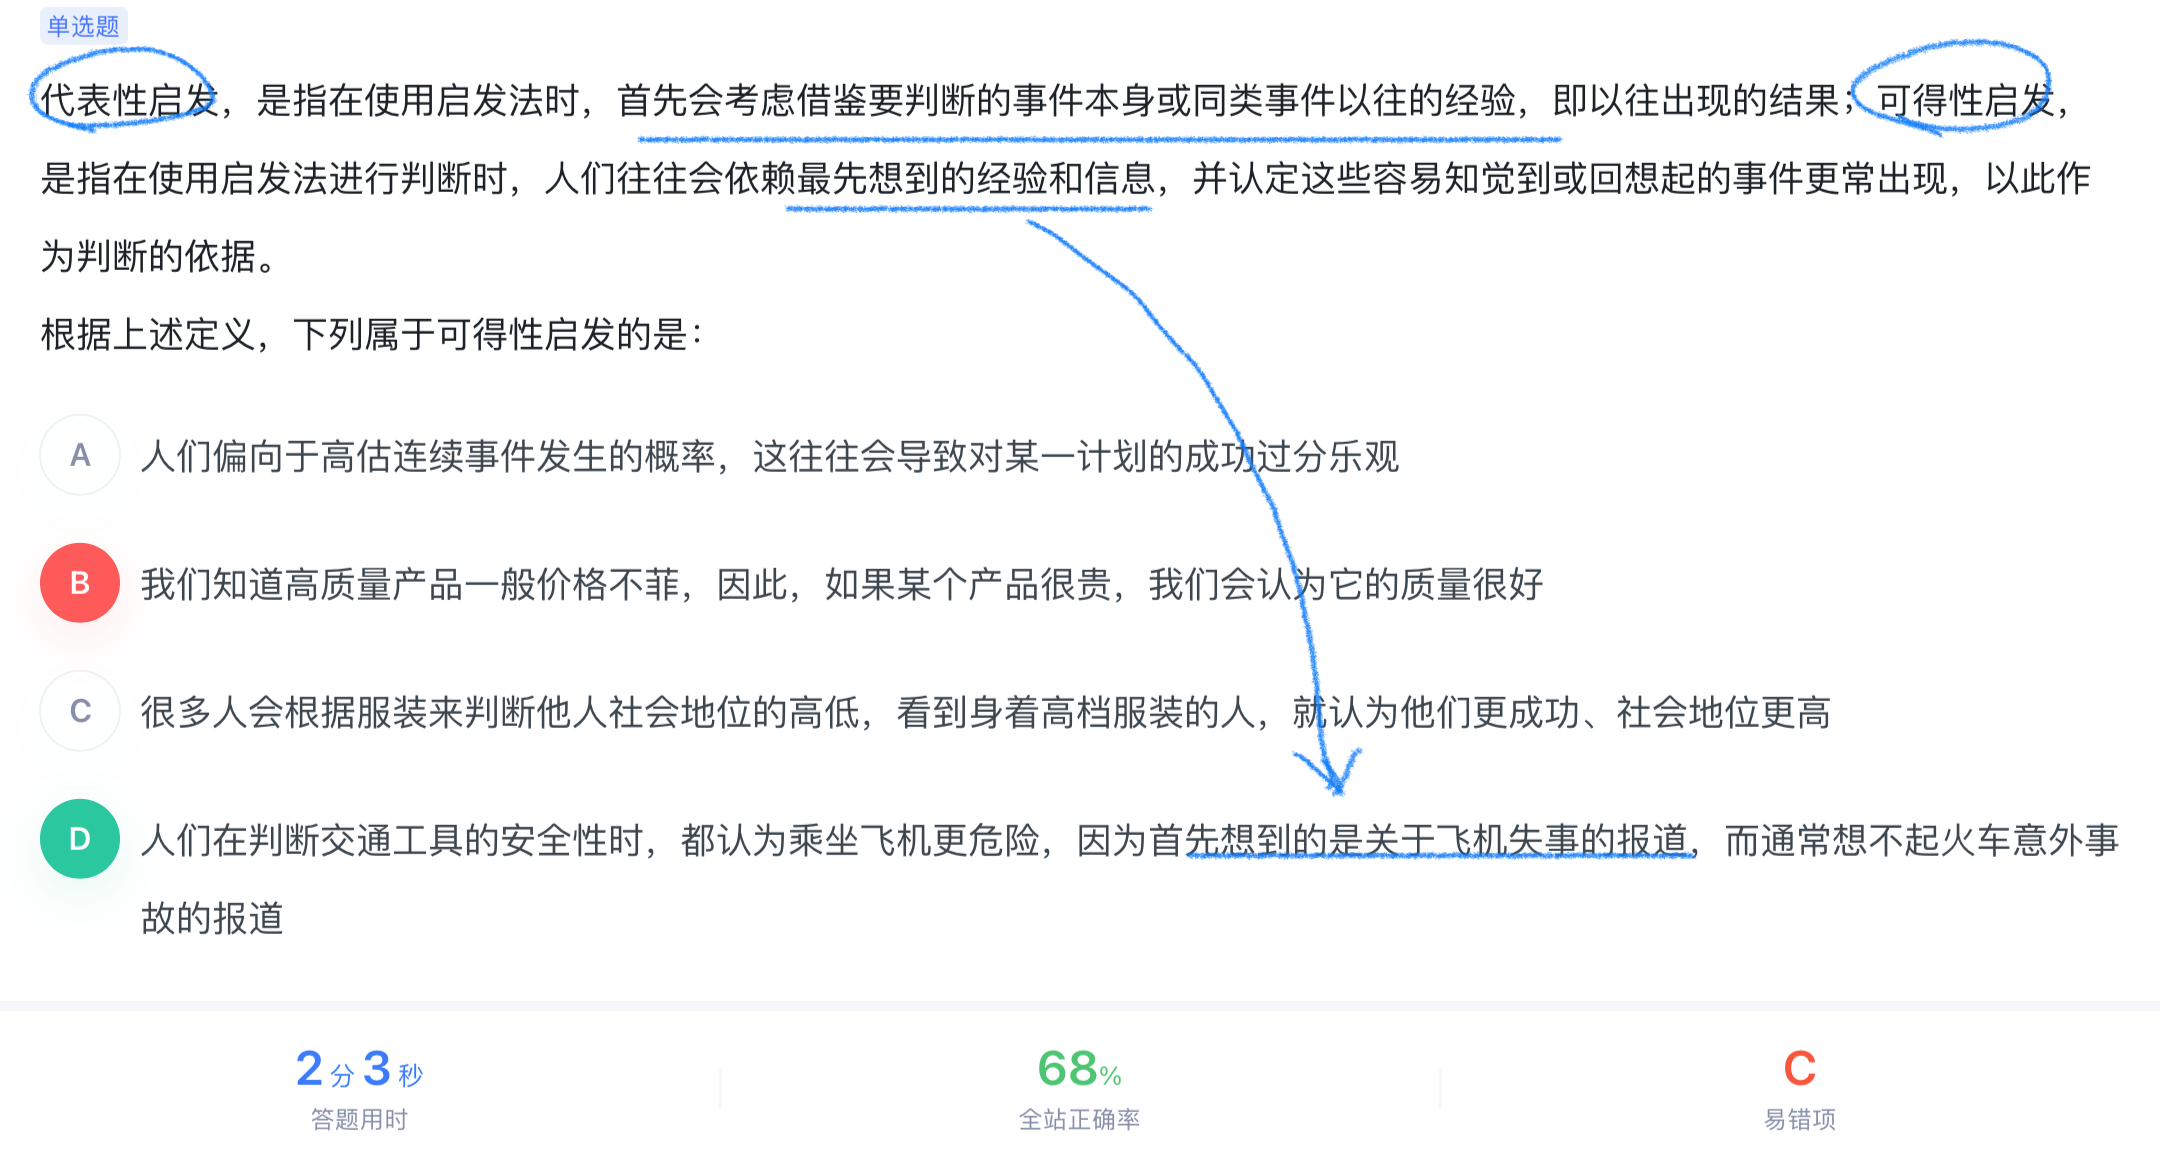 单选题
代表性启发，是指在使用启发法时，首先会考虑借鉴要判断的事件本身或同类事件以往的经验，即以往出现的结果；可得性启发，
是指在使用启发法进行判断时，人们往往会依赖最先想到的经验和信息，并认定这些容易知觉到或回想起的事件更常出现，以此作
为判断的依据。
根据上述定义，下列属于可得性启发的是：
A 人们偏向于高估连续事件发生的概率，这往往会导致对某一计划的成功过分乐观
B 我们知道高质量产品一般价格不菲，因此，如果某个产品很贵，我们会认为它的质量很好
C 很多人会根据服装来判断他人社会地位的高低，看到身着高档服装的人，就认为他们更成功、社会地位更高
D 人们在判断交通工具的安全性时，都认为乘坐飞机更危险，因为首先想到的是关于飞机失事的报道，而通常想不起火车意外事
故的报道
2分3秒 68% C
答题用时 全站正确率 易错项